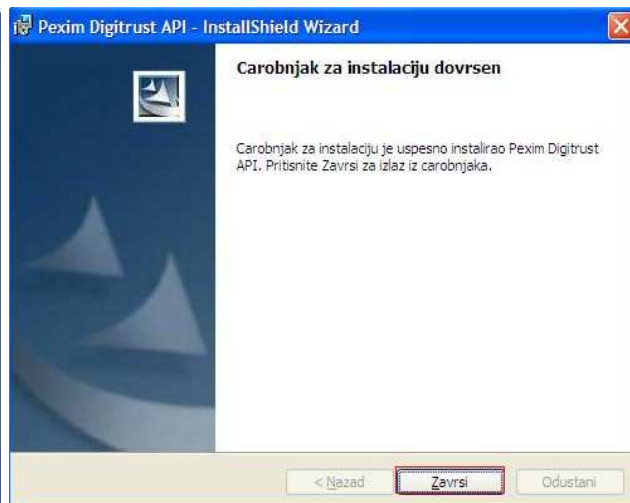 Pexim Digitrust API - InstallShield Wizard
Carobnjak za instalaciju dovrsen
Carobnjak za instalaciju je uspesno instalirao Pexim Digitrust
API. Pritisnite Zavrsi za izlaz iz carobnjaka.
< Nazad Zavrsi Odustani